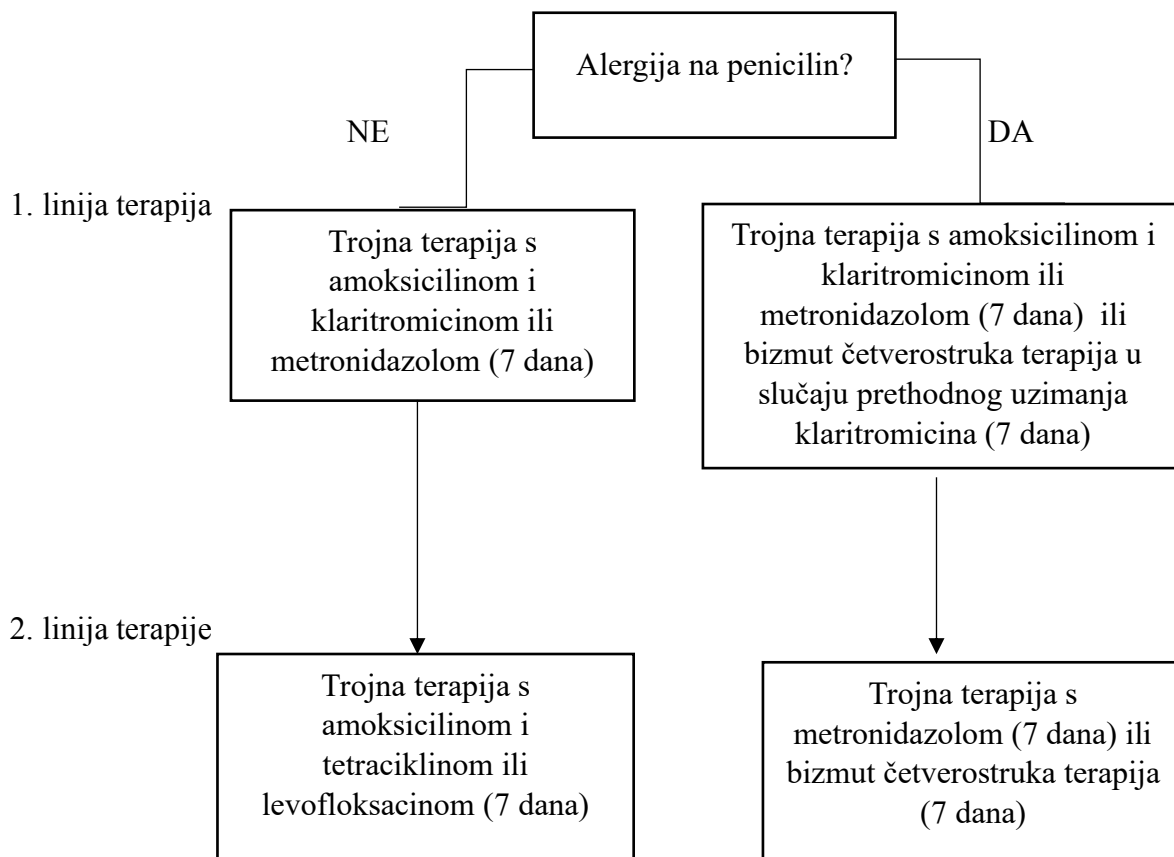 Alergija na penicilin?
NE
DA
1. linija terapija
Trojna terapija s
amoksicilinom i
klaritromicinom ili
metronidazolom (7 dana)
Trojna terapija s amoksicilinom i
klaritromicinom ili
metronidazolom (7 dana) ili
bizmut četverostruka terapija u
slučaju prethodnog uzimanja
klaritromicina (7 dana)
2. linija terapije
Trojna terapija s
amoksicilinom i
tetraciklinom ili
levofloksacinom (7 dana)
Trojna terapija s
metronidazolom (7 dana) ili
bizmut četverostruka terapija
(7 dana)